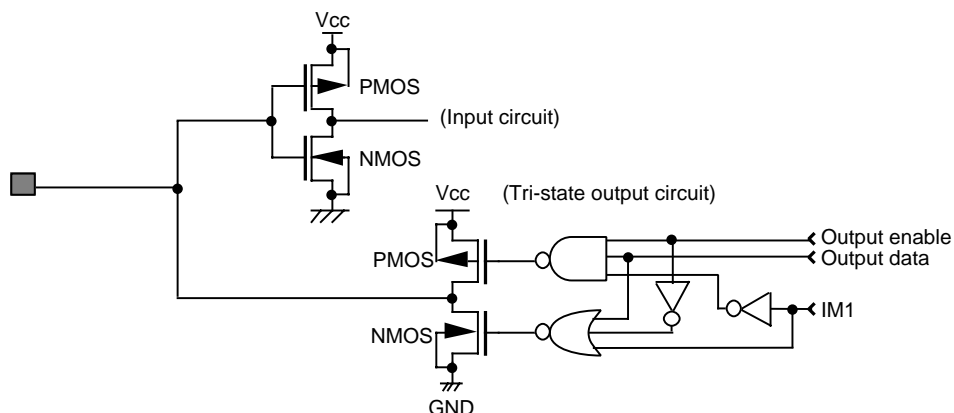 Vcc
PMOS
(Input circuit)
NMOS
Vcc
(Tri-state output circuit)
Output enable
PMOS
Output data
IM1
NMOS
GND